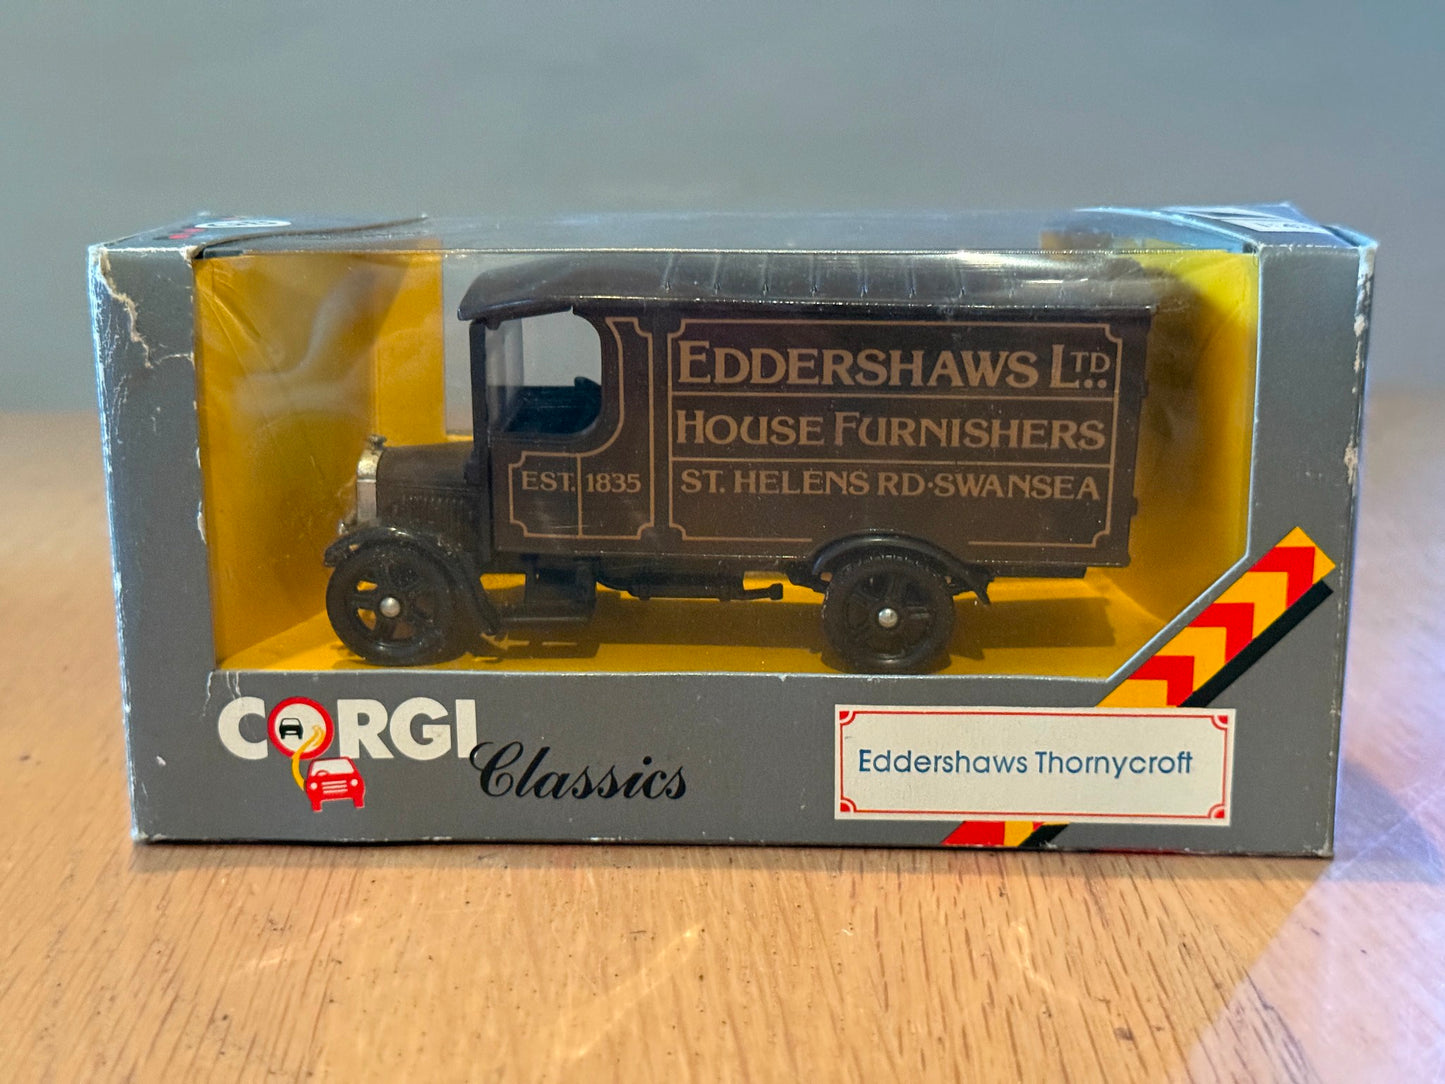 EDDERSHAWS LTD.
HOUSE FURNISHERS
EST. 1835
ST. HELENS RD·SWANSEA
CORGI
Classics
Eddershaws Thornycroft